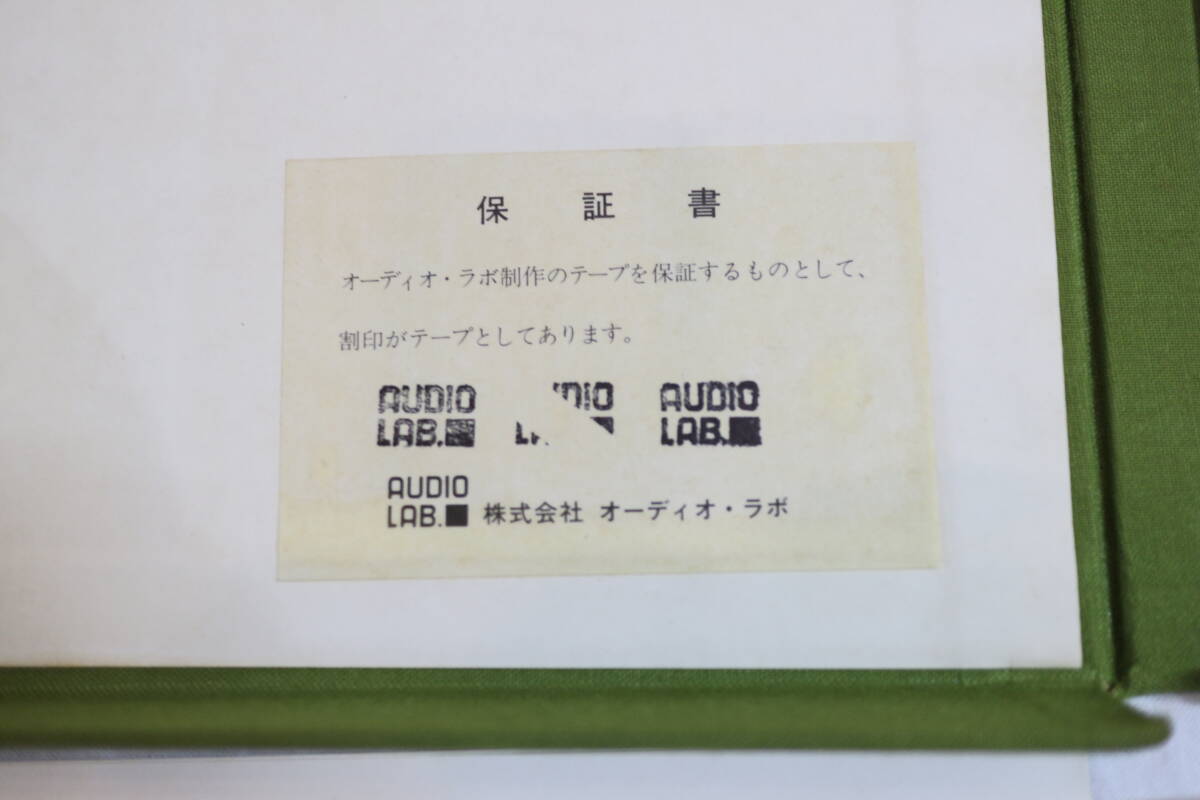 保証書
オーディオ・ラボ制作のテープを保証するものとして、
割印がテープとしてあります。
AUDIO DIO AUDIO
LAB. LAB.
AUDIO
LAB. 株式会社 オーディオ・ラボ